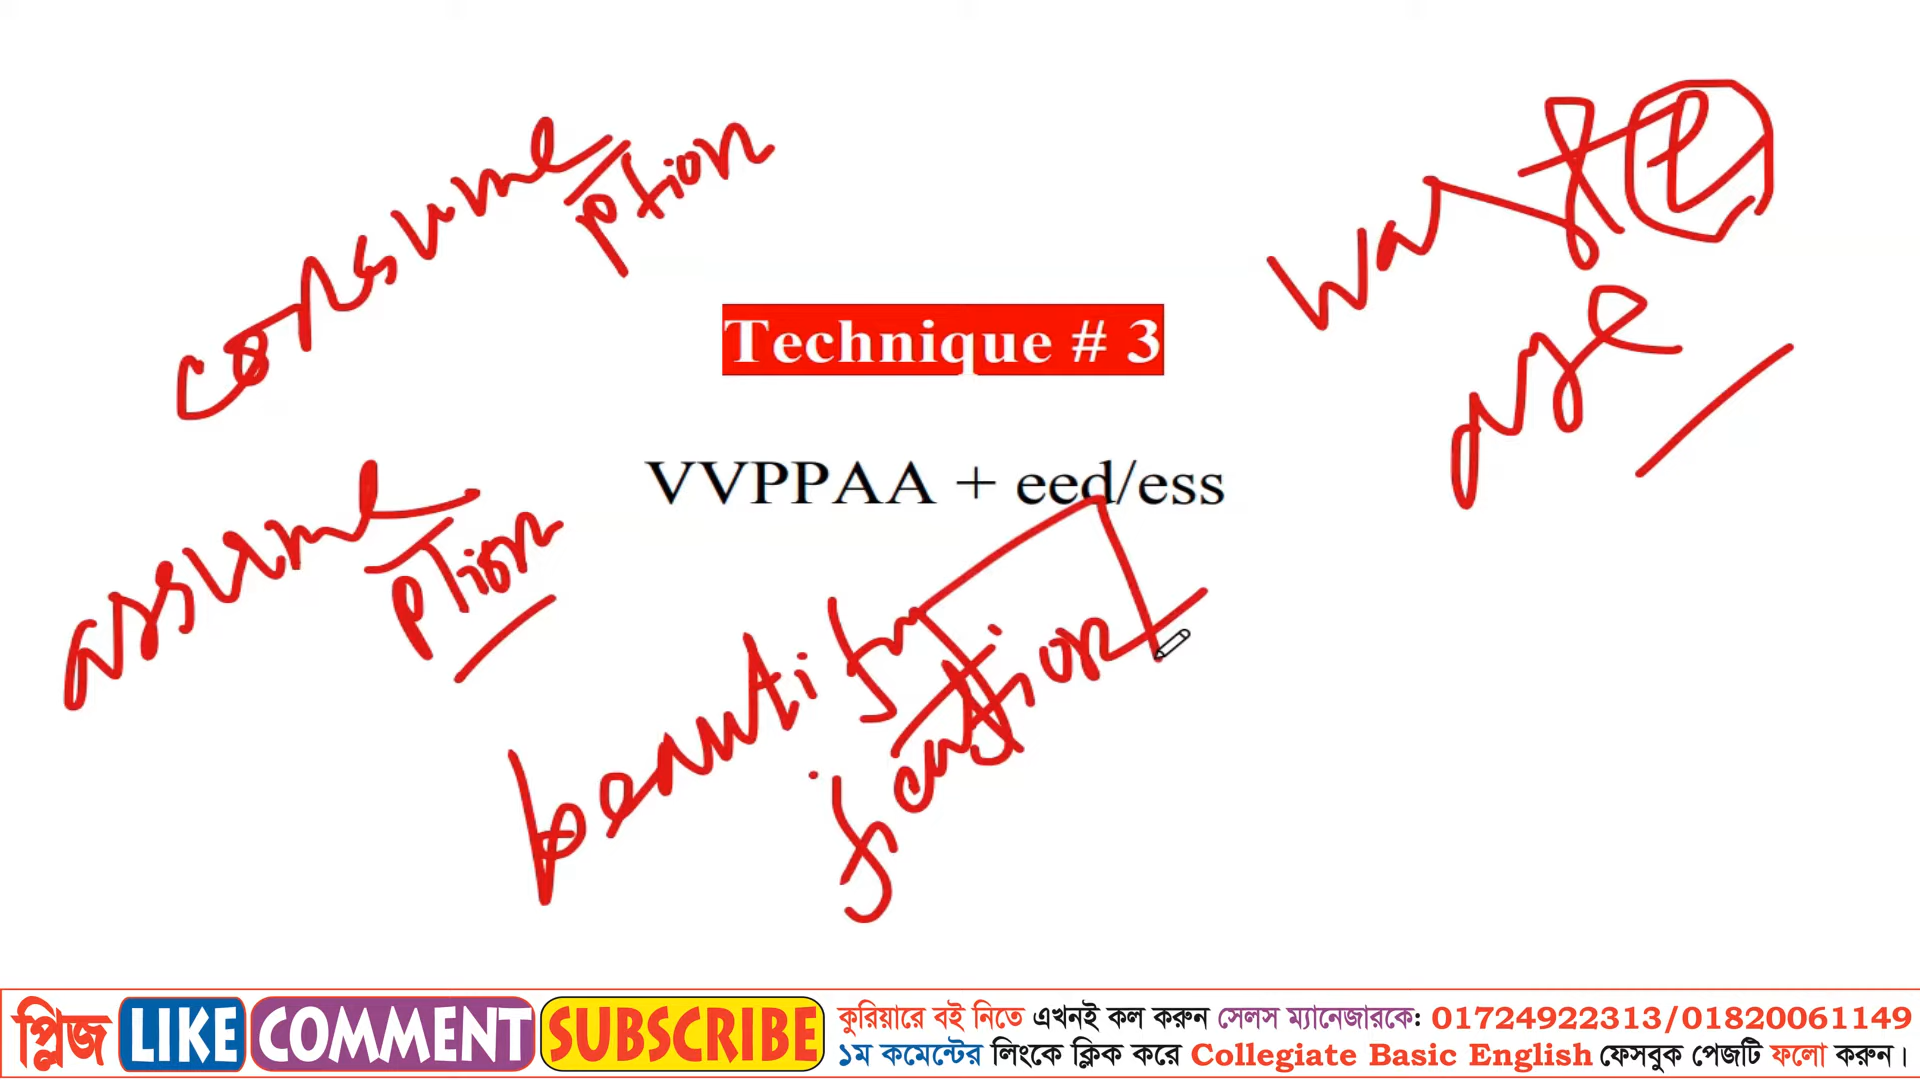 consume
ption
waste
age
Technique # 3
VVPPAA + eed/ess
assume
ption
beautify
fication
প্লিজ LIKE COMMENT SUBSCRIBE
কুরিয়ারে বই নিতে এখনই কল করুন সেলস ম্যানেজারকে: 01724922313/01820061149
১ম কমেন্টের লিংকে ক্লিক করে Collegiate Basic English ফেসবুক পেজটি ফলো করুন।